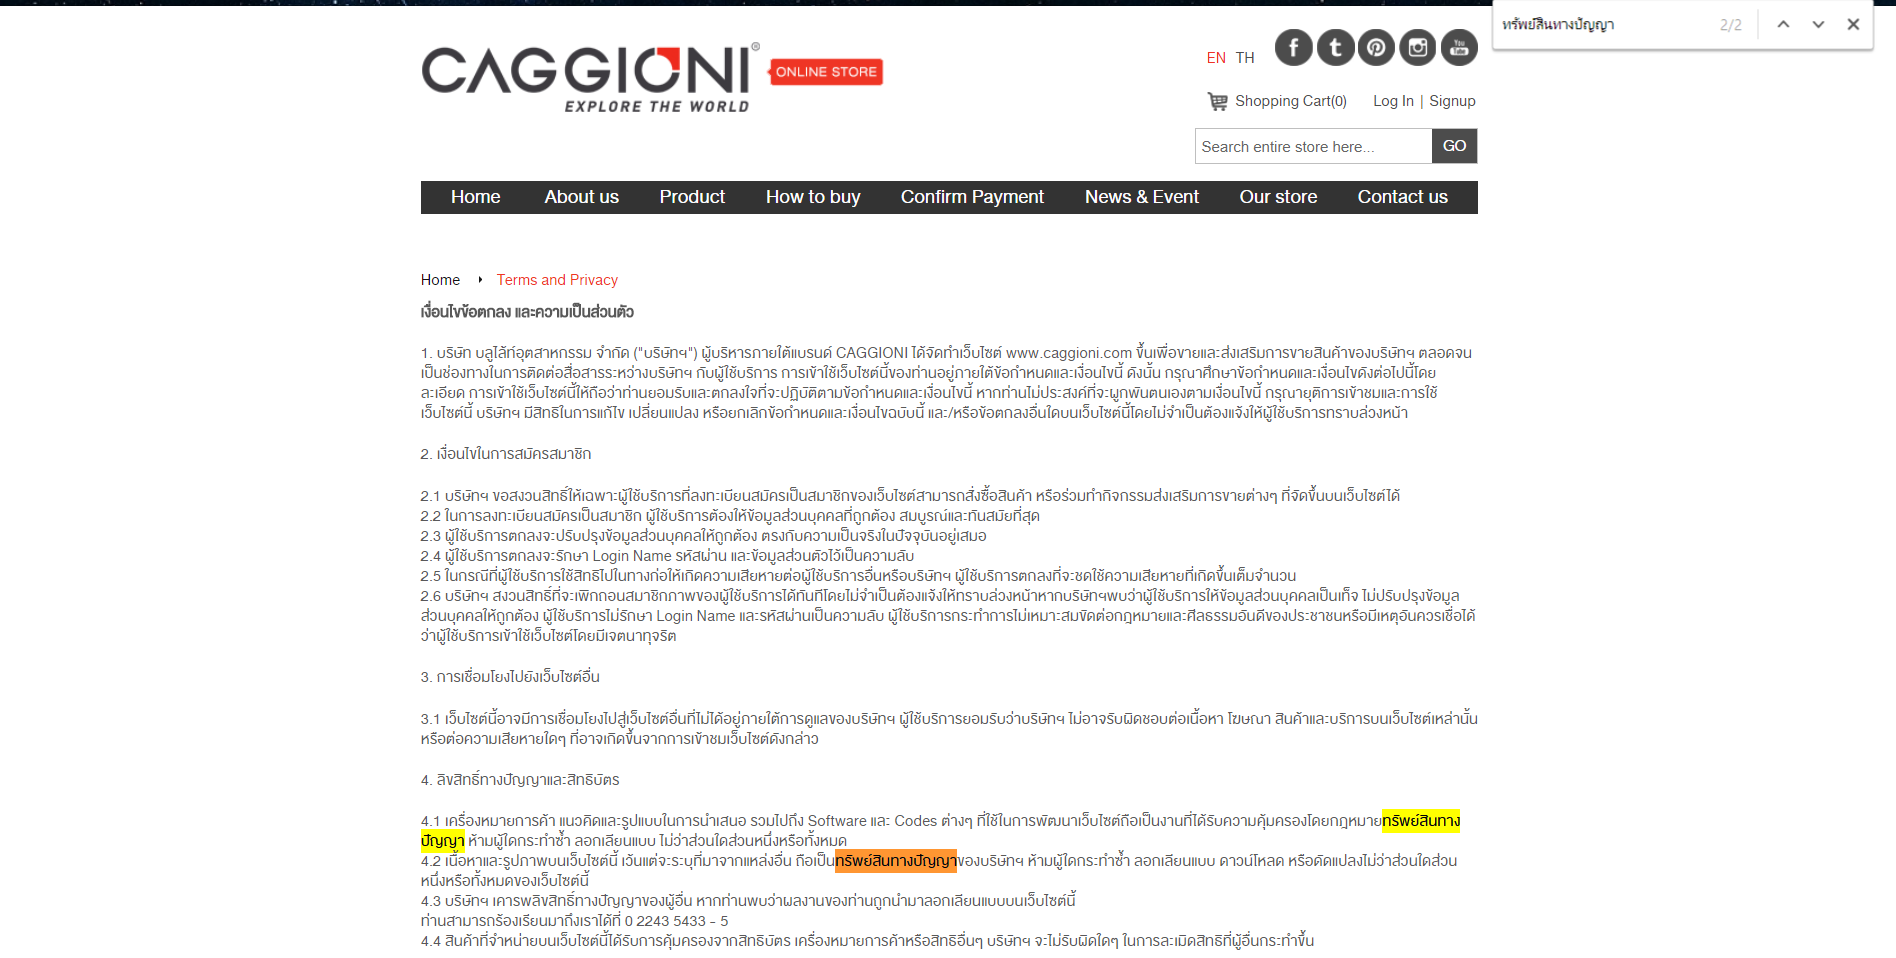 ทรัพย์สินทางปัญญา 2/2
CAGGIONI®
EXPLORE THE WORLD
ONLINE STORE
EN TH
You Tube
Shopping Cart(0) Log In | Signup
Search entire store here... GO
Home About us Product How to buy Confirm Payment News & Event Our store Contact us
Home Terms and Privacy
เงื่อนไขข้อตกลง และความเป็นส่วนตัว
1. บริษัท บลูไล้ท์อุตสาหกรรม จำกัด ("บริษัทฯ") ผู้บริหารภายใต้แบรนด์ CAGGIONI ได้จัดทำเว็บไซต์ www.caggioni.com ขึ้นเพื่อขายและส่งเสริมการขายสินค้าของบริษัทฯ ตลอดจน
เป็นช่องทางในการติดต่อสื่อสารระหว่างบริษัทฯ กับผู้ใช้บริการ การเข้าใช้เว็บไซต์นี้ของท่านอยู่ภายใต้ข้อกำหนดและเงื่อนไขนี้ ดังนั้น กรุณาศึกษาข้อกำหนดและเงื่อนไขดังต่อไปนี้โดย
ละเอียด การเข้าใช้เว็บไซต์นี้ให้ถือว่าท่านยอมรับและตกลงใจที่จะปฏิบัติตามข้อกำหนดและเงื่อนไขนี้ หากท่านไม่ประสงค์ที่จะผูกพันตนเองตามเงื่อนไขนี้ กรุณายุติการเข้าชมและการใช้
เว็บไซต์นี้ บริษัทฯ มีสิทธิในการแก้ไข เปลี่ยนแปลง หรือยกเลิกข้อกำหนดและเงื่อนไขฉบับนี้ และ/หรือข้อตกลงอื่นใดบนเว็บไซต์นี้โดยไม่จำเป็นต้องแจ้งให้ผู้ใช้บริการทราบล่วงหน้า
2. เงื่อนไขในการสมัครสมาชิก
2.1 บริษัทฯ ขอสงวนสิทธิ์ให้เฉพาะผู้ใช้บริการที่ลงทะเบียนสมัครเป็นสมาชิกของเว็บไซต์สามารถสั่งซื้อสินค้า หรือร่วมทำกิจกรรมส่งเสริมการขายต่างๆ ที่จัดขึ้นบนเว็บไซต์ได้
2.2 ในการลงทะเบียนสมัครเป็นสมาชิก ผู้ใช้บริการต้องให้ข้อมูลส่วนบุคคลที่ถูกต้อง สมบูรณ์และทันสมัยที่สุด
2.3 ผู้ใช้บริการตกลงจะปรับปรุงข้อมูลส่วนบุคคลให้ถูกต้อง ตรงกับความเป็นจริงในปัจจุบันอยู่เสมอ
2.4 ผู้ใช้บริการตกลงจะรักษา Login Name รหัสผ่าน และข้อมูลส่วนตัวไว้เป็นความลับ
2.5 ในกรณีที่ผู้ใช้บริการใช้สิทธิไปในทางก่อให้เกิดความเสียหายต่อผู้ใช้บริการอื่นหรือบริษัทฯ ผู้ใช้บริการตกลงที่จะชดใช้ความเสียหายที่เกิดขึ้นเต็มจำนวน
2.6 บริษัทฯ สงวนสิทธิ์ที่จะเพิกถอนสมาชิกภาพของผู้ใช้บริการได้ทันทีโดยไม่จำเป็นต้องแจ้งให้ทราบล่วงหน้าหากบริษัทฯพบว่าผู้ใช้บริการให้ข้อมูลส่วนบุคคลเป็นเท็จ ไม่ปรับปรุงข้อมูล
ส่วนบุคคลให้ถูกต้อง ผู้ใช้บริการไม่รักษา Login Name และรหัสผ่านเป็นความลับ ผู้ใช้บริการกระทำการไม่เหมาะสมขัดต่อกฎหมายและศีลธรรมอันดีของประชาชนหรือมีเหตุอันควรเชื่อได้
ว่าผู้ใช้บริการเข้าใช้เว็บไซต์โดยมีเจตนาทุจริต
3. การเชื่อมโยงไปยังเว็บไซต์อื่น
3.1 เว็บไซต์นี้อาจมีการเชื่อมโยงไปสู่เว็บไซต์อื่นที่ไม่ได้อยู่ภายใต้การดูแลของบริษัทฯ ผู้ใช้บริการยอมรับว่าบริษัทฯ ไม่อาจรับผิดชอบต่อเนื้อหา โฆษณา สินค้าและบริการบนเว็บไซต์เหล่านั้น
หรือต่อความเสียหายใดๆ ที่อาจเกิดขึ้นจากการเข้าชมเว็บไซต์ดังกล่าว
4. ลิขสิทธิ์ทางปัญญาและสิทธิบัตร
4.1 เครื่องหมายการค้า แนวคิดและรูปแบบในการนำเสนอ รวมไปถึง Software และ Codes ต่างๆ ที่ใช้ในการพัฒนาเว็บไซต์ถือเป็นงานที่ได้รับความคุ้มครองโดยกฎหมายทรัพย์สินทาง
ปัญญา ห้ามผู้ใดกระทำซ้ำ ลอกเลียนแบบ ไม่ว่าส่วนใดส่วนหนึ่งหรือทั้งหมด
4.2 เนื้อหาและรูปภาพบนเว็บไซต์นี้ เว้นแต่จะระบุที่มาจากแหล่งอื่น ถือเป็นทรัพย์สินทางปัญญาของบริษัทฯ ห้ามผู้ใดกระทำซ้ำ ลอกเลียนแบบ ดาวน์โหลด หรือดัดแปลงไม่ว่าส่วนใดส่วน
หนึ่งหรือทั้งหมดของเว็บไซต์นี้
4.3 บริษัทฯ เคารพลิขสิทธิ์ทางปัญญาของผู้อื่น หากท่านพบว่าผลงานของท่านถูกนำมาลอกเลียนแบบบนเว็บไซต์นี้
ท่านสามารถร้องเรียนมาถึงเราได้ที่ 0 2243 5433 - 5
4.4 สินค้าที่จำหน่ายบนเว็บไซต์นี้ได้รับการคุ้มครองจากสิทธิบัตร เครื่องหมายการค้าหรือสิทธิอื่นๆ บริษัทฯ จะไม่รับผิดใดๆ ในการละเมิดสิทธิที่ผู้อื่นกระทำขึ้น